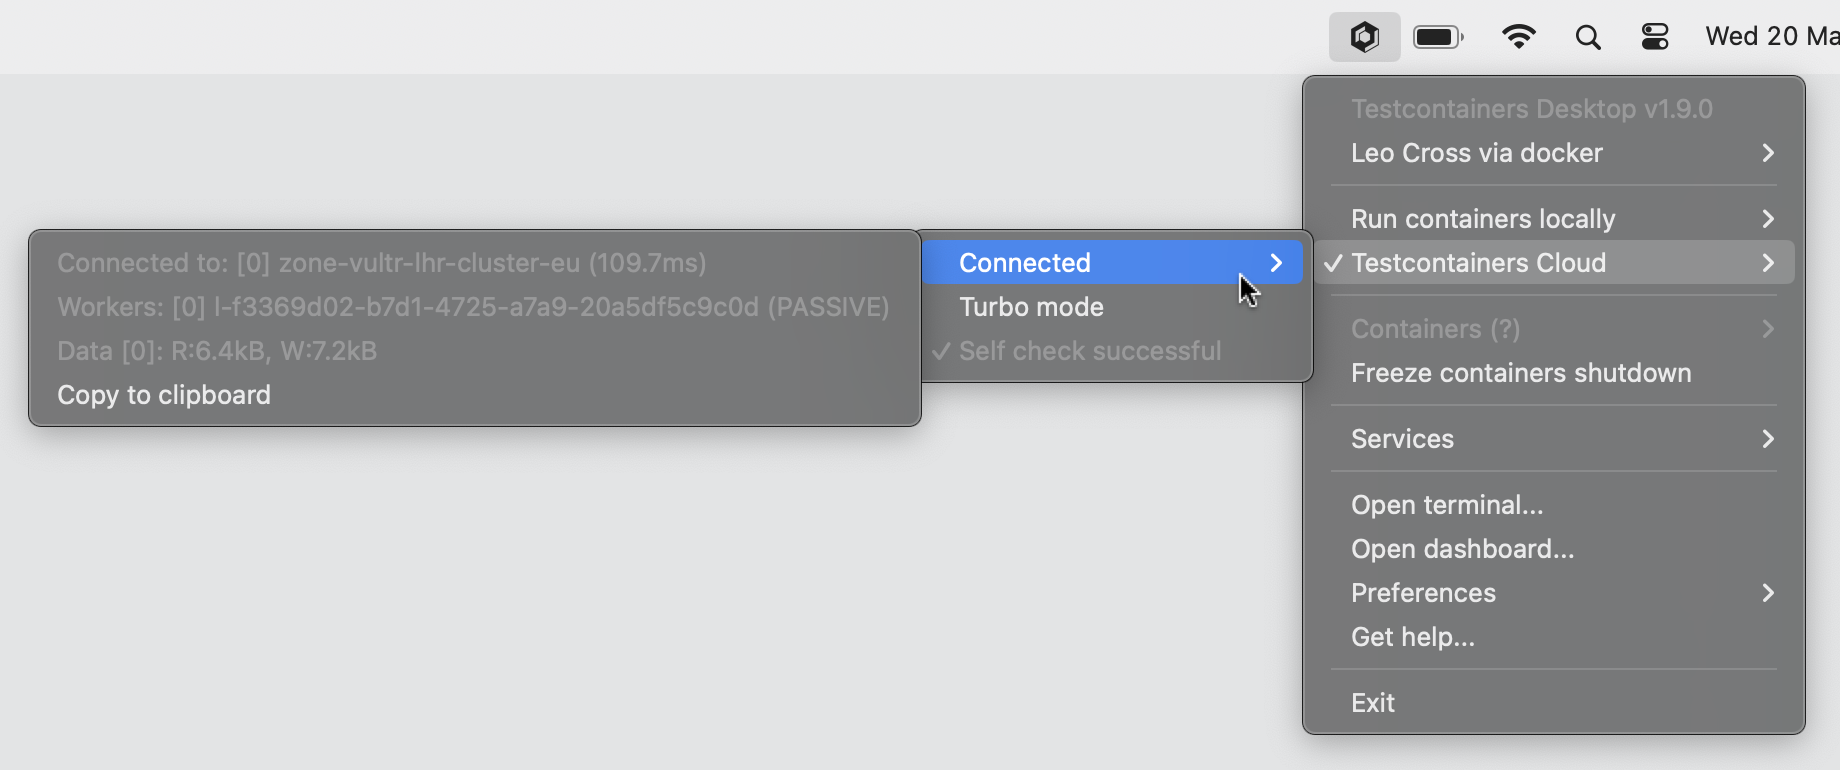 Wed 20 Ma
Testcontainers Desktop v1.9.0
Leo Cross via docker
Run containers locally
Testcontainers Cloud
Containers (?)
Freeze containers shutdown
Services
Open terminal...
Open dashboard...
Preferences
Get help...
Exit
Connected
Turbo mode
Self check successful
Connected to: [0] zone-vultr-lhr-cluster-eu (109.7ms)
Workers: [0] l-f3369d02-b7d1-4725-a7a9-20a5df5c9c0d (PASSIVE)
Data [0]: R:6.4kB, W:7.2kB
Copy to clipboard